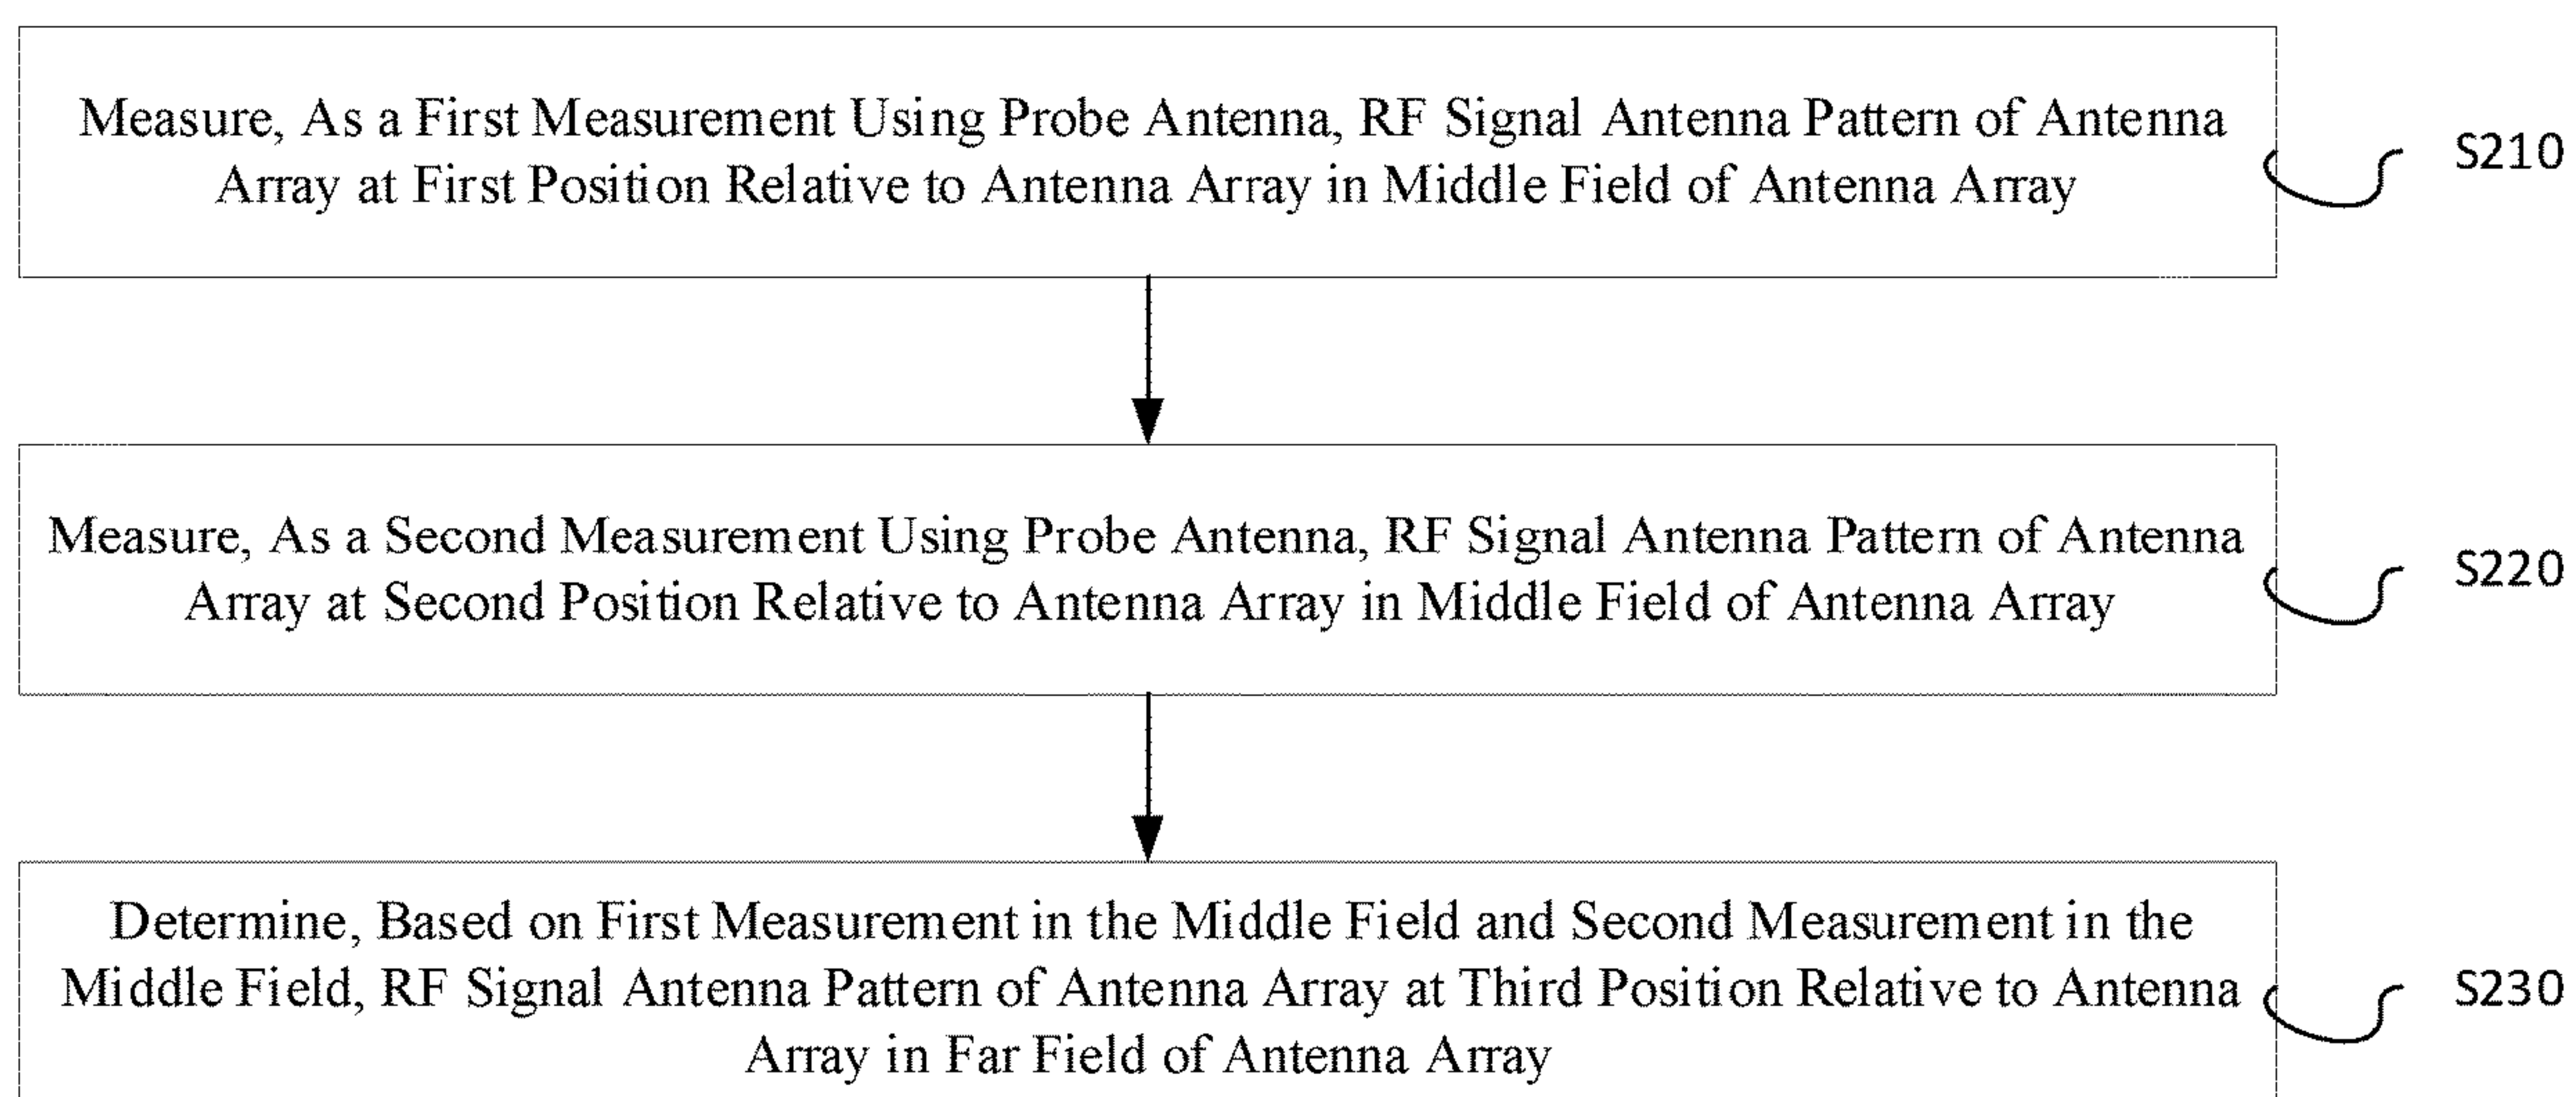 Measure, As a First Measurement Using Probe Antenna, RF Signal Antenna Pattern of Antenna
Array at First Position Relative to Antenna Array in Middle Field of Antenna Array
S210
Measure, As a Second Measurement Using Probe Antenna, RF Signal Antenna Pattern of Antenna
Array at Second Position Relative to Antenna Array in Middle Field of Antenna Array
S220
Determine, Based on First Measurement in the Middle Field and Second Measurement in the
Middle Field, RF Signal Antenna Pattern of Antenna Array at Third Position Relative to Antenna
Array in Far Field of Antenna Array
S230